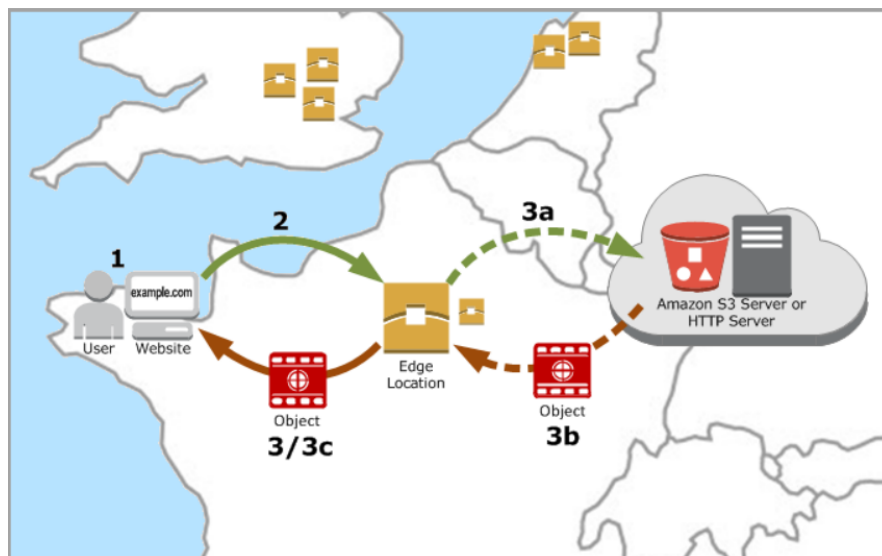 1
2
3a
example.com
User
Website
Edge
Location
Amazon S3 Server or
HTTP Server
Object
3/3c
Object
3b